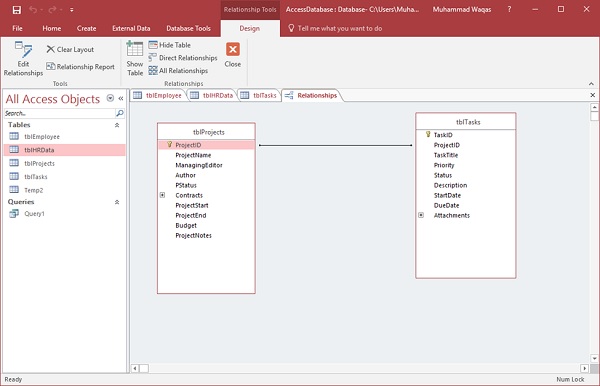 Relationship Tools
AccessDatabase : Database- C:\Users\Muha...
Muhammad Waqas
File
Home
Create
External Data
Database Tools
Design
Tell me what you want to do
Edit Relationships
Clear Layout
Relationship Report
Tools
Show Table
Hide Table
Direct Relationships
All Relationships
Relationships
Close
All Access Objects
Search...
Tables
tblEmployee
tblHRData
tblProjects
tblTasks
Temp2
Queries
Query1
tblEmployee
tblHRData
tblTasks
Relationships
tblProjects
ProjectID
ProjectName
ManagingEditor
Author
PStatus
Contracts
ProjectStart
ProjectEnd
Budget
ProjectNotes
tblTasks
TaskID
ProjectID
TaskTitle
Priority
Status
Description
StartDate
DueDate
Attachments
Ready
Num Lock